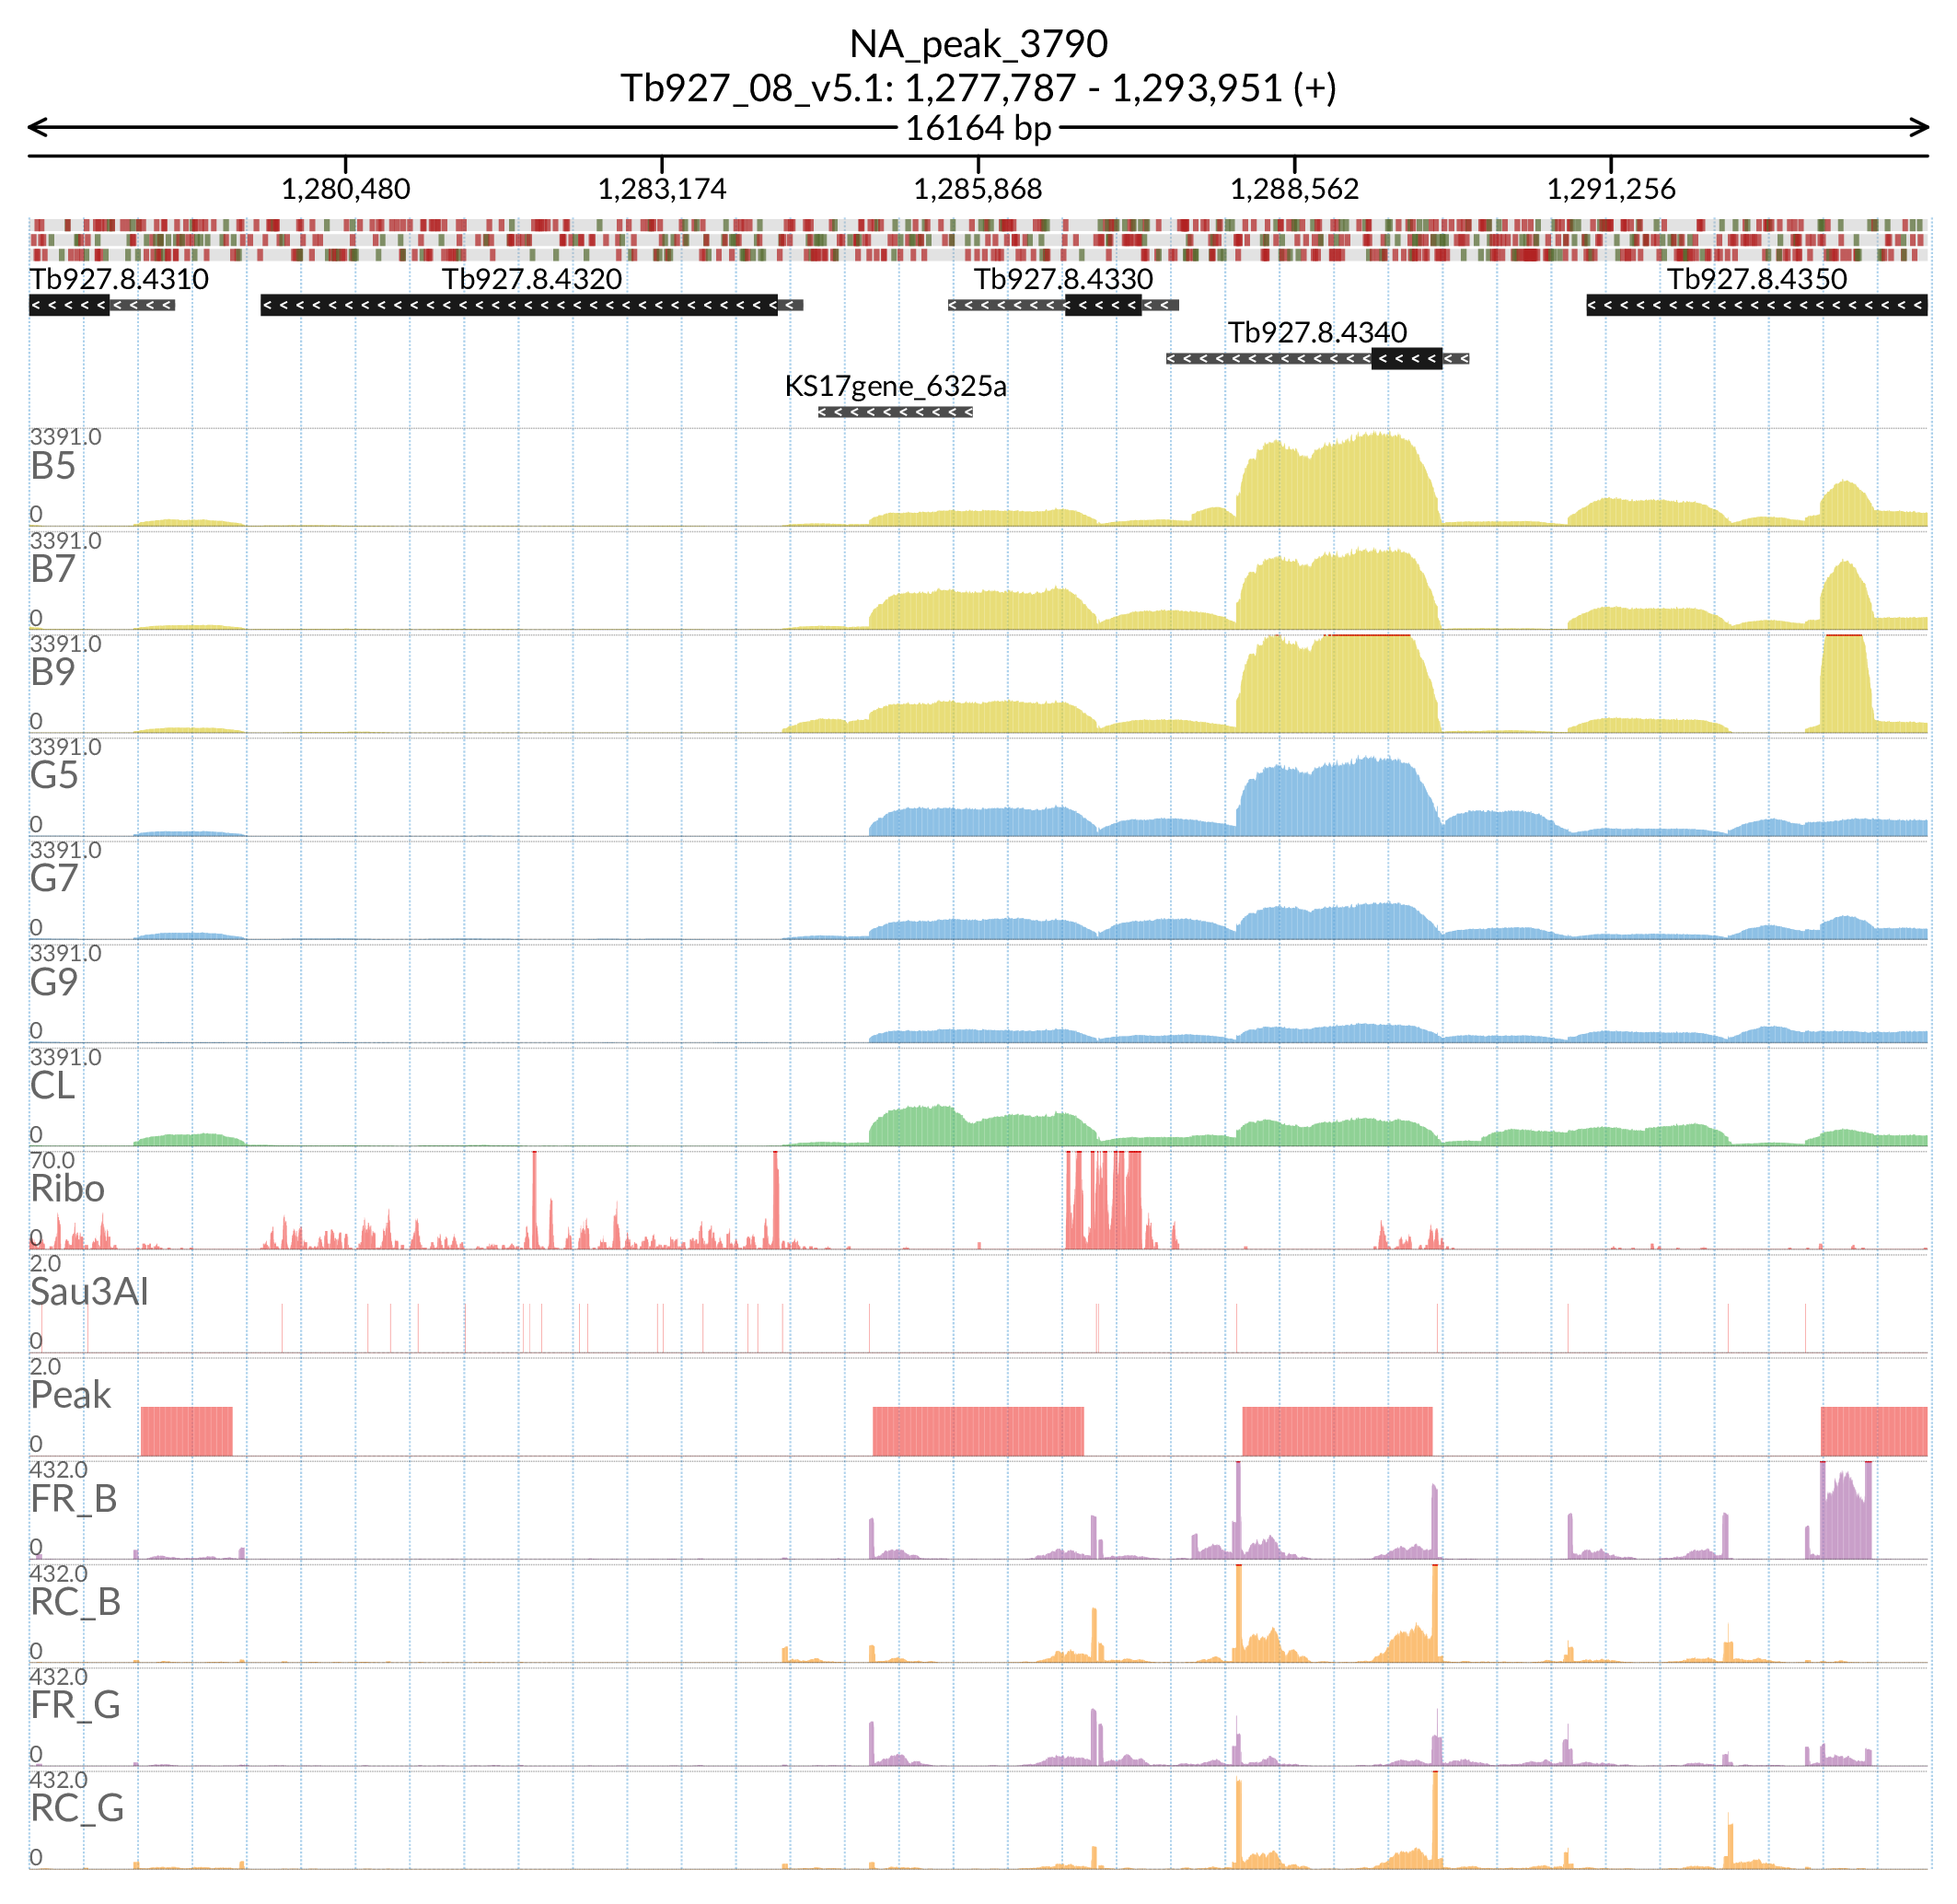 NA_peak_3790
Tb927_08_v5.1: 1,277,787 - 1,293,951 (+)
16164 bp
1,280,480 1,283,174 1,285,868 1,288,562 1,291,256
Tb927.8.4310 Tb927.8.4320 Tb927.8.4330 Tb927.8.4350
Tb927.8.4340
KS17gene_6325a
3391.0
B5
0
3391.0
B7
0
3391.0
B9
0
3391.0
G5
0
3391.0
G7
0
3391.0
G9
0
3391.0
CL
0
70.0
Ribo
0
2.0
Sau3AI
0
2.0
Peak
0
432.0
FR_B
0
432.0
RC_B
0
432.0
FR_G
0
432.0
RC_G
0